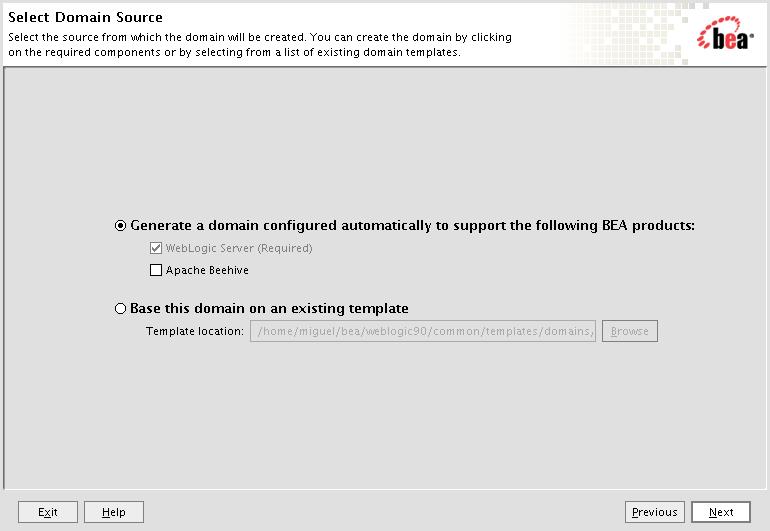 Select Domain Source
Select the source from which the domain will be created. You can create the domain by clicking
on the required components or by selecting from a list of existing domain templates.
bea
Generate a domain configured automatically to support the following BEA products:
WebLogic Server (Required)
Apache Beehive
Base this domain on an existing template
Template location: /home/miguel/bea/weblogic90/common/templates/domains, Browse
Exit Help Previous Next